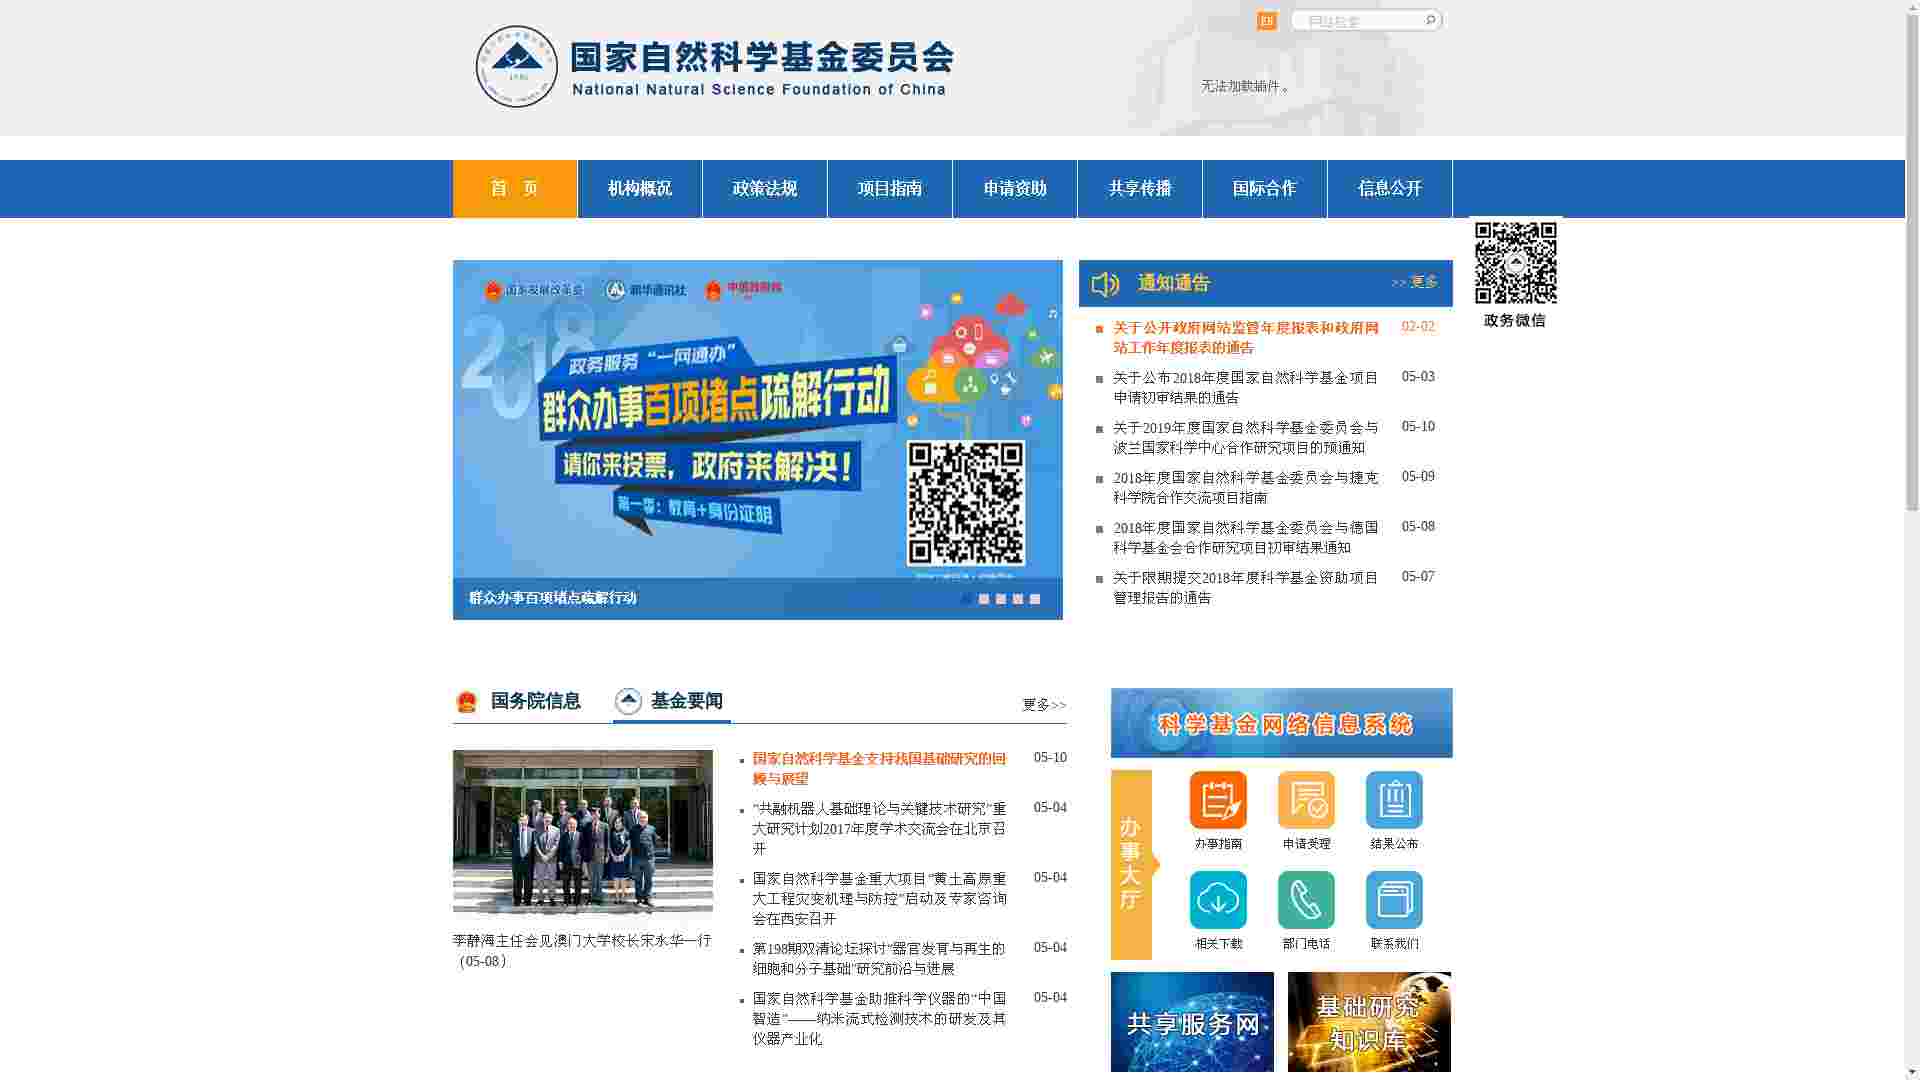 国家自然科学基金委员会
National Natural Science Foundation of China
EN
网站检索
无法加载插件。
首 页
机构概况
政策法规
项目指南
申请资助
共享传播
国际合作
信息公开
政务微信
国家发展改革委
新华通讯社
中国政府网
2018
政务服务“一网通办”
群众办事百项堵点疏解行动
请你来投票，政府来解决！
第一季：教育+身份证明
群众办事百项堵点疏解行动
通知通告
>> 更多
关于公开政府网站监管年度报表和政府网
站工作年度报表的通告
02-02
关于公布2018年度国家自然科学基金项目
申请初审结果的通告
05-03
关于2019年度国家自然科学基金委员会与
波兰国家科学中心合作研究项目的预通知
05-10
2018年度国家自然科学基金委员会与捷克
科学院合作交流项目指南
05-09
2018年度国家自然科学基金委员会与德国
科学基金会合作研究项目初审结果通知
05-08
关于限期提交2018年度科学基金资助项目
管理报告的通告
05-07
国务院信息
基金要闻
更多>>
李静海主任会见澳门大学校长宋永华一行
（05-08）
国家自然科学基金支持我国基础研究的回
顾与展望
05-10
“共融机器人基础理论与关键技术研究”重
大研究计划2017年度学术交流会在北京召
开
05-04
国家自然科学基金重大项目“黄土高原重
大工程灾变机理与防控”启动及专家咨询
会在西安召开
05-04
第198期双清论坛探讨“器官发育与再生的
细胞和分子基础”研究前沿与进展
05-04
国家自然科学基金助推科学仪器的“中国
智造”——纳米流式检测技术的研发及其
仪器产业化
05-04
科学基金网络信息系统
办事大厅
办事指南
申请受理
结果公布
相关下载
部门电话
联系我们
共享服务网
基础研究
知识库